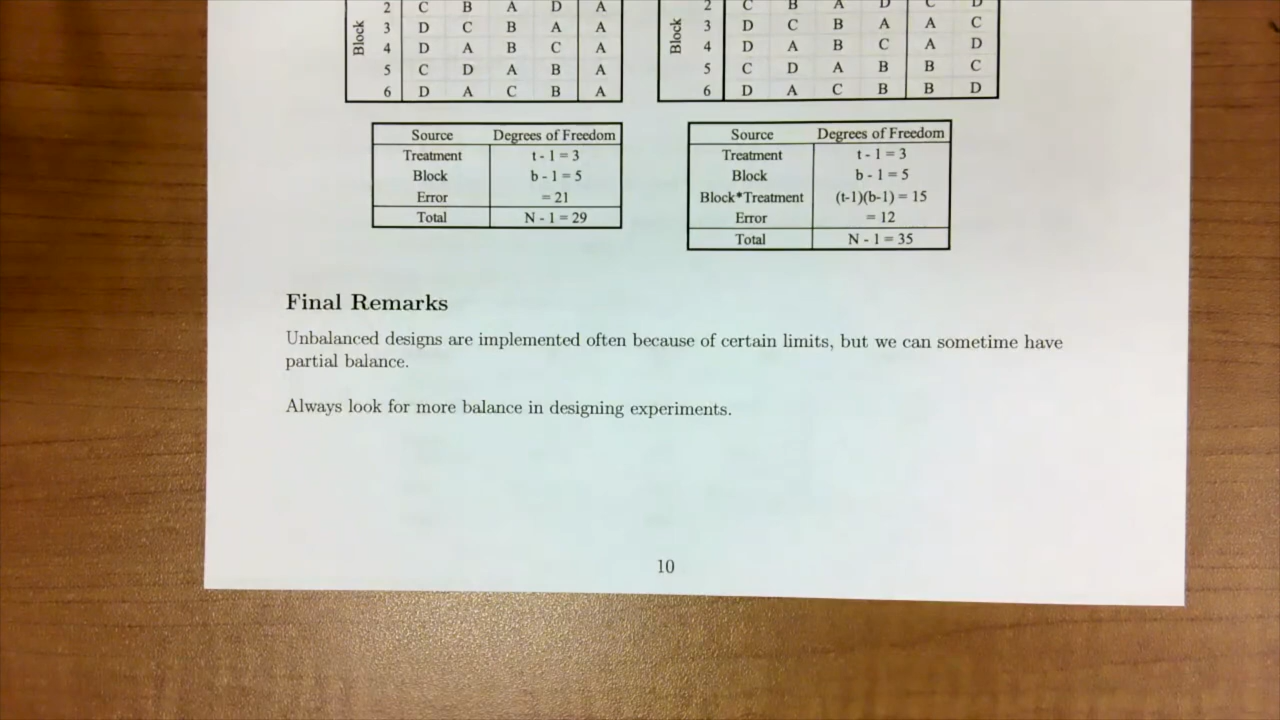 2 C B A D A
3 D C B A A
4 D A B C A
5 C D A B A
6 D A C B A
Block
2 C B A D C D
3 D C B A A C
4 D A B C A D
5 C D A B B C
6 D A C B B D
Block
Source Degrees of Freedom
Treatment t - 1 = 3
Block b - 1 = 5
Error = 21
Total N - 1 = 29
Source Degrees of Freedom
Treatment t - 1 = 3
Block b - 1 = 5
Block*Treatment (t-1)(b-1) = 15
Error = 12
Total N - 1 = 35
Final Remarks
Unbalanced designs are implemented often because of certain limits, but we can sometime have
partial balance.
Always look for more balance in designing experiments.
10